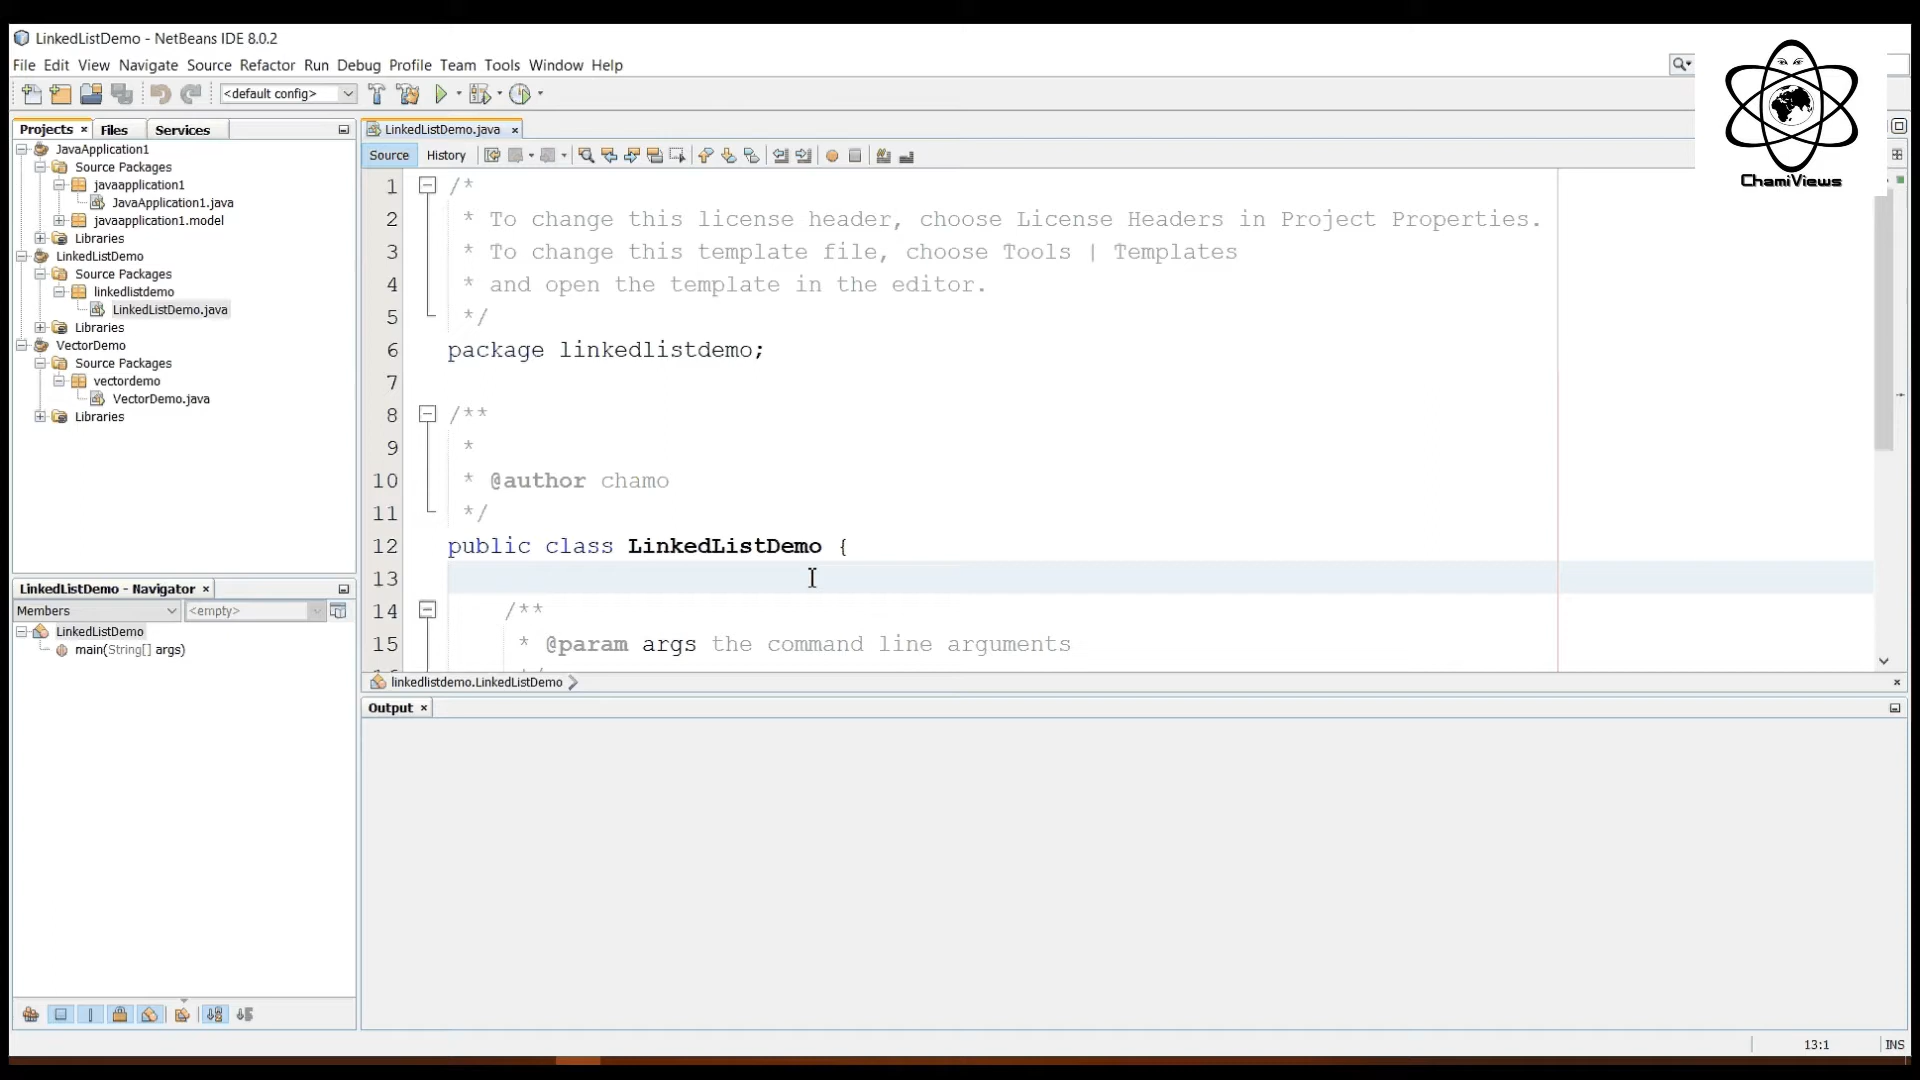 LinkedListDemo - NetBeans IDE 8.0.2
File Edit View Navigate Source Refactor Run Debug Profile Team Tools Window Help
<default config>
ChamiViews
Projects Files Services
JavaApplication1
Source Packages
javaapplication1
JavaApplication1.java
javaapplication1.model
Libraries
LinkedListDemo
Source Packages
linkedlistdemo
LinkedListDemo.java
Libraries
VectorDemo
Source Packages
vectordemo
VectorDemo.java
Libraries
LinkedListDemo - Navigator
Members <empty>
LinkedListDemo
main(String[] args)
LinkedListDemo.java
Source History
1 /*
2 * To change this license header, choose License Headers in Project Properties.
3 * To change this template file, choose Tools | Templates
4 * and open the template in the editor.
5 */
6 package linkedlistdemo;
7
8 /**
9 *
10 * @author chamo
11 */
12 public class LinkedListDemo {
13
14 /**
15 * @param args the command line arguments
linkedlistdemo.LinkedListDemo
Output
13:1 INS